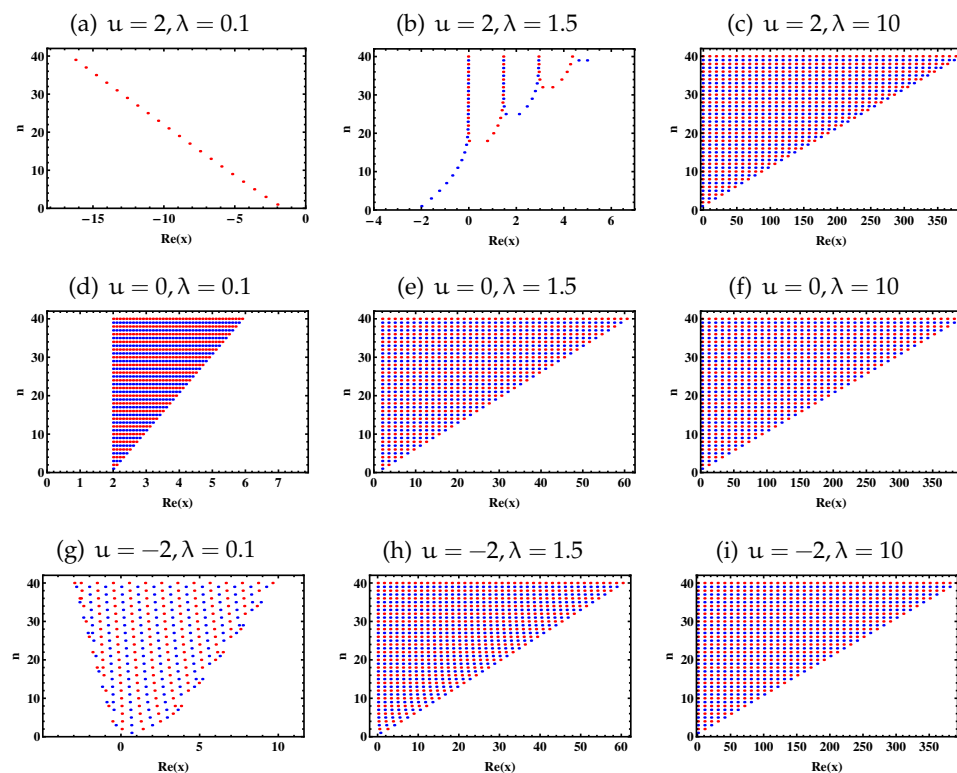 (a) u = 2, λ = 0.1
(b) u = 2, λ = 1.5
(c) u = 2, λ = 10
40
30
20
10
0
n
−15 −10 −5 0
Re(x)
40
30
20
10
0
n
−4 −2 0 2 4 6
Re(x)
40
30
20
10
0
n
0 50 100 150 200 250 300 350
Re(x)
(d) u = 0, λ = 0.1
(e) u = 0, λ = 1.5
(f) u = 0, λ = 10
40
30
20
10
0
n
0 1 2 3 4 5 6 7
Re(x)
40
30
20
10
0
n
0 10 20 30 40 50 60
Re(x)
40
30
20
10
0
n
0 50 100 150 200 250 300 350
Re(x)
(g) u = −2, λ = 0.1
(h) u = −2, λ = 1.5
(i) u = −2, λ = 10
40
30
20
10
0
n
0 5 10
Re(x)
40
30
20
10
0
n
0 10 20 30 40 50 60
Re(x)
40
30
20
10
0
n
0 50 100 150 200 250 300 350
Re(x)